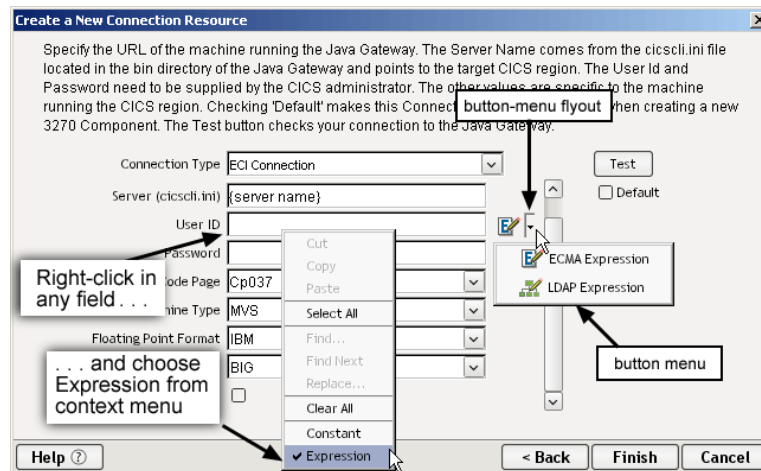 Create a New Connection Resource
Specify the URL of the machine running the Java Gateway. The Server Name comes from the cicscli.ini file
located in the bin directory of the Java Gateway and points to the target CICS region. The User Id and
Password need to be supplied by the CICS administrator. The other values are specific to the machine
running the CICS region. Checking 'Default' makes this Connect when creating a new
3270 Component. The Test button checks your connection to the Java Gateway.
button-menu flyout
Connection Type ECI Connection Test
Server (cicscli.ini) {server name} Default
User ID
Password
Right-click in
any field . . .
Code Page Cp037
Type MVS
Floating Point Format IBM
BIG
. . . and choose
Expression from
context menu
Cut
Copy
Paste
Select All
Find...
Find Next
Replace...
Clear All
Constant
Expression
ECMA Expression
LDAP Expression
button menu
Help
< Back Finish Cancel